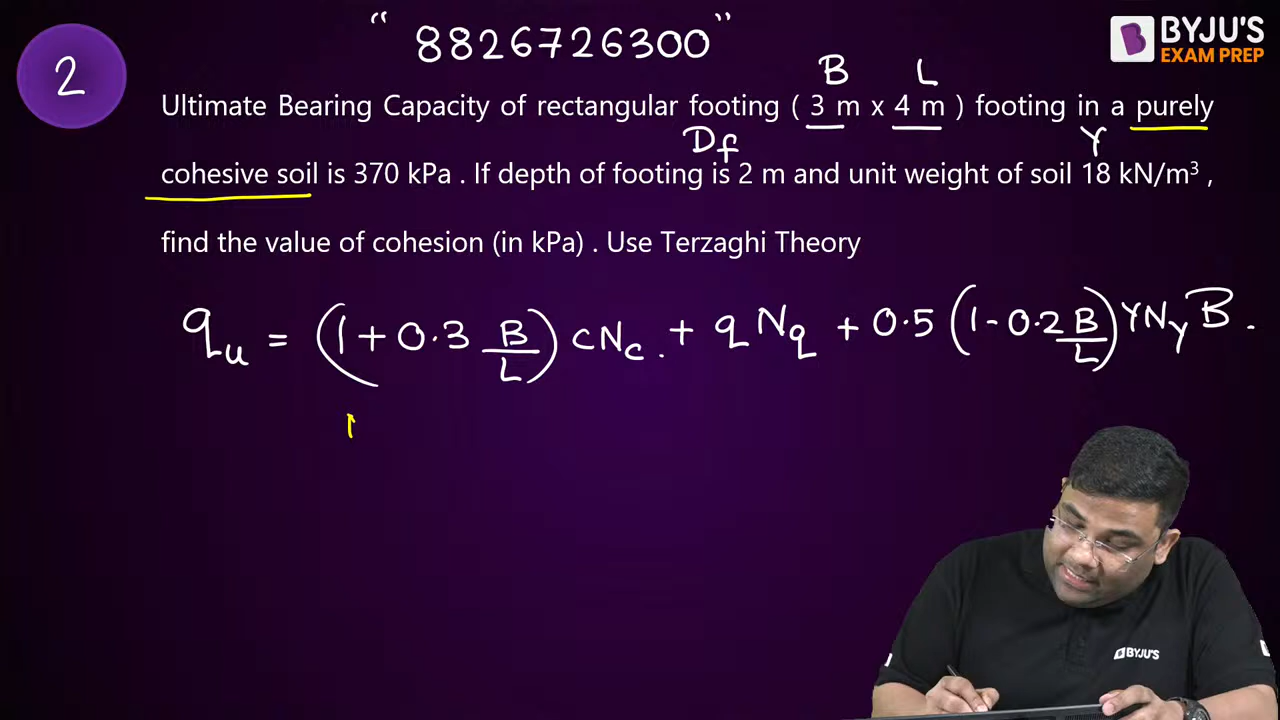 “ 8826726300 ”
BYJU'S
EXAM PREP
2
B L
Ultimate Bearing Capacity of rectangular footing ( 3 m x 4 m ) footing in a purely
Df γ
cohesive soil is 370 kPa . If depth of footing is 2 m and unit weight of soil 18 kN/m³ ,
find the value of cohesion (in kPa) . Use Terzaghi Theory
qu = (1 + 0.3 B/L) cNc + qNq + 0.5 (1 - 0.2 B/L) γNγ B .
BYJU'S